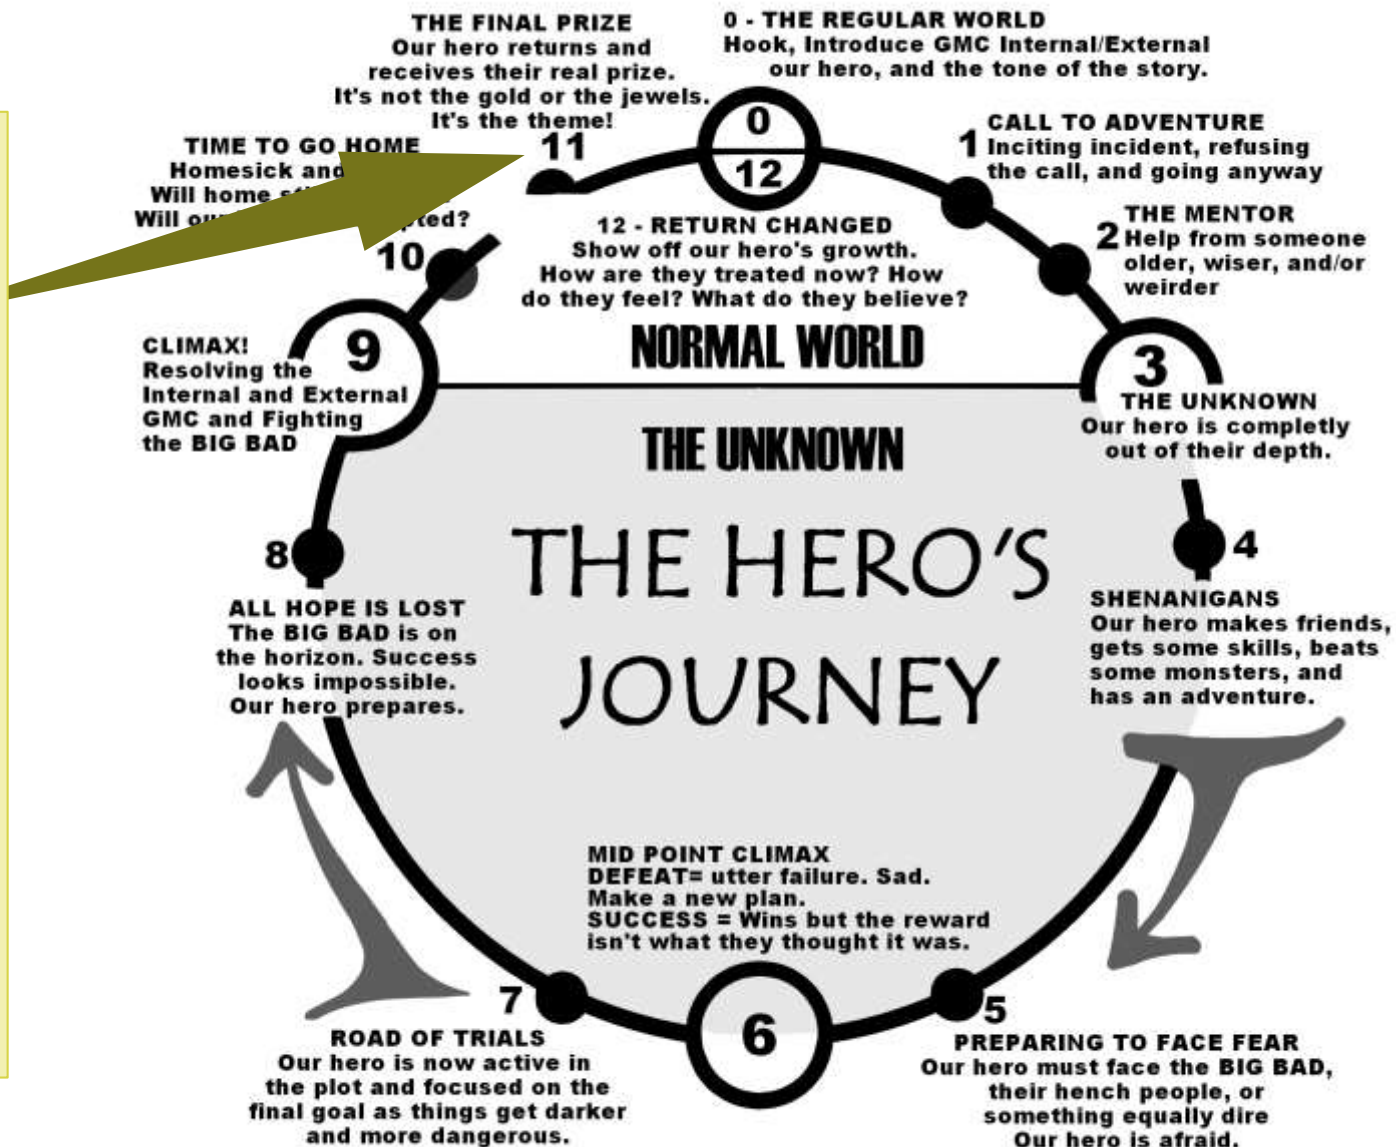 THE FINAL PRIZE
Our hero returns and
receives their real prize.
It's not the gold or the jewels.
It's the theme!
11
0 - THE REGULAR WORLD
Hook, Introduce GMC Internal/External
our hero, and the tone of the story.
0
12
1
CALL TO ADVENTURE
Inciting incident, refusing
the call, and going anyway
2
THE MENTOR
Help from someone
older, wiser, and/or
weirder
TIME TO GO HOME
Homesick and
Will home
Will
10
12 - RETURN CHANGED
Show off our hero's growth.
How are they treated now? How
do they feel? What do they believe?
NORMAL WORLD
9
CLIMAX!
Resolving the
Internal and External
GMC and Fighting
the BIG BAD
3
THE UNKNOWN
Our hero is completly
out of their depth.
THE UNKNOWN
THE HERO'S
JOURNEY
8
ALL HOPE IS LOST
The BIG BAD is on
the horizon. Success
looks impossible.
Our hero prepares.
4
SHENANIGANS
Our hero makes friends,
gets some skills, beats
some monsters, and
has an adventure.
MID POINT CLIMAX
DEFEAT= utter failure. Sad.
Make a new plan.
SUCCESS = Wins but the reward
isn't what they thought it was.
7
ROAD OF TRIALS
Our hero is now active in
the plot and focused on the
final goal as things get darker
and more dangerous.
6
5
PREPARING TO FACE FEAR
Our hero must face the BIG BAD,
their hench people, or
something equally dire
Our hero is afraid.